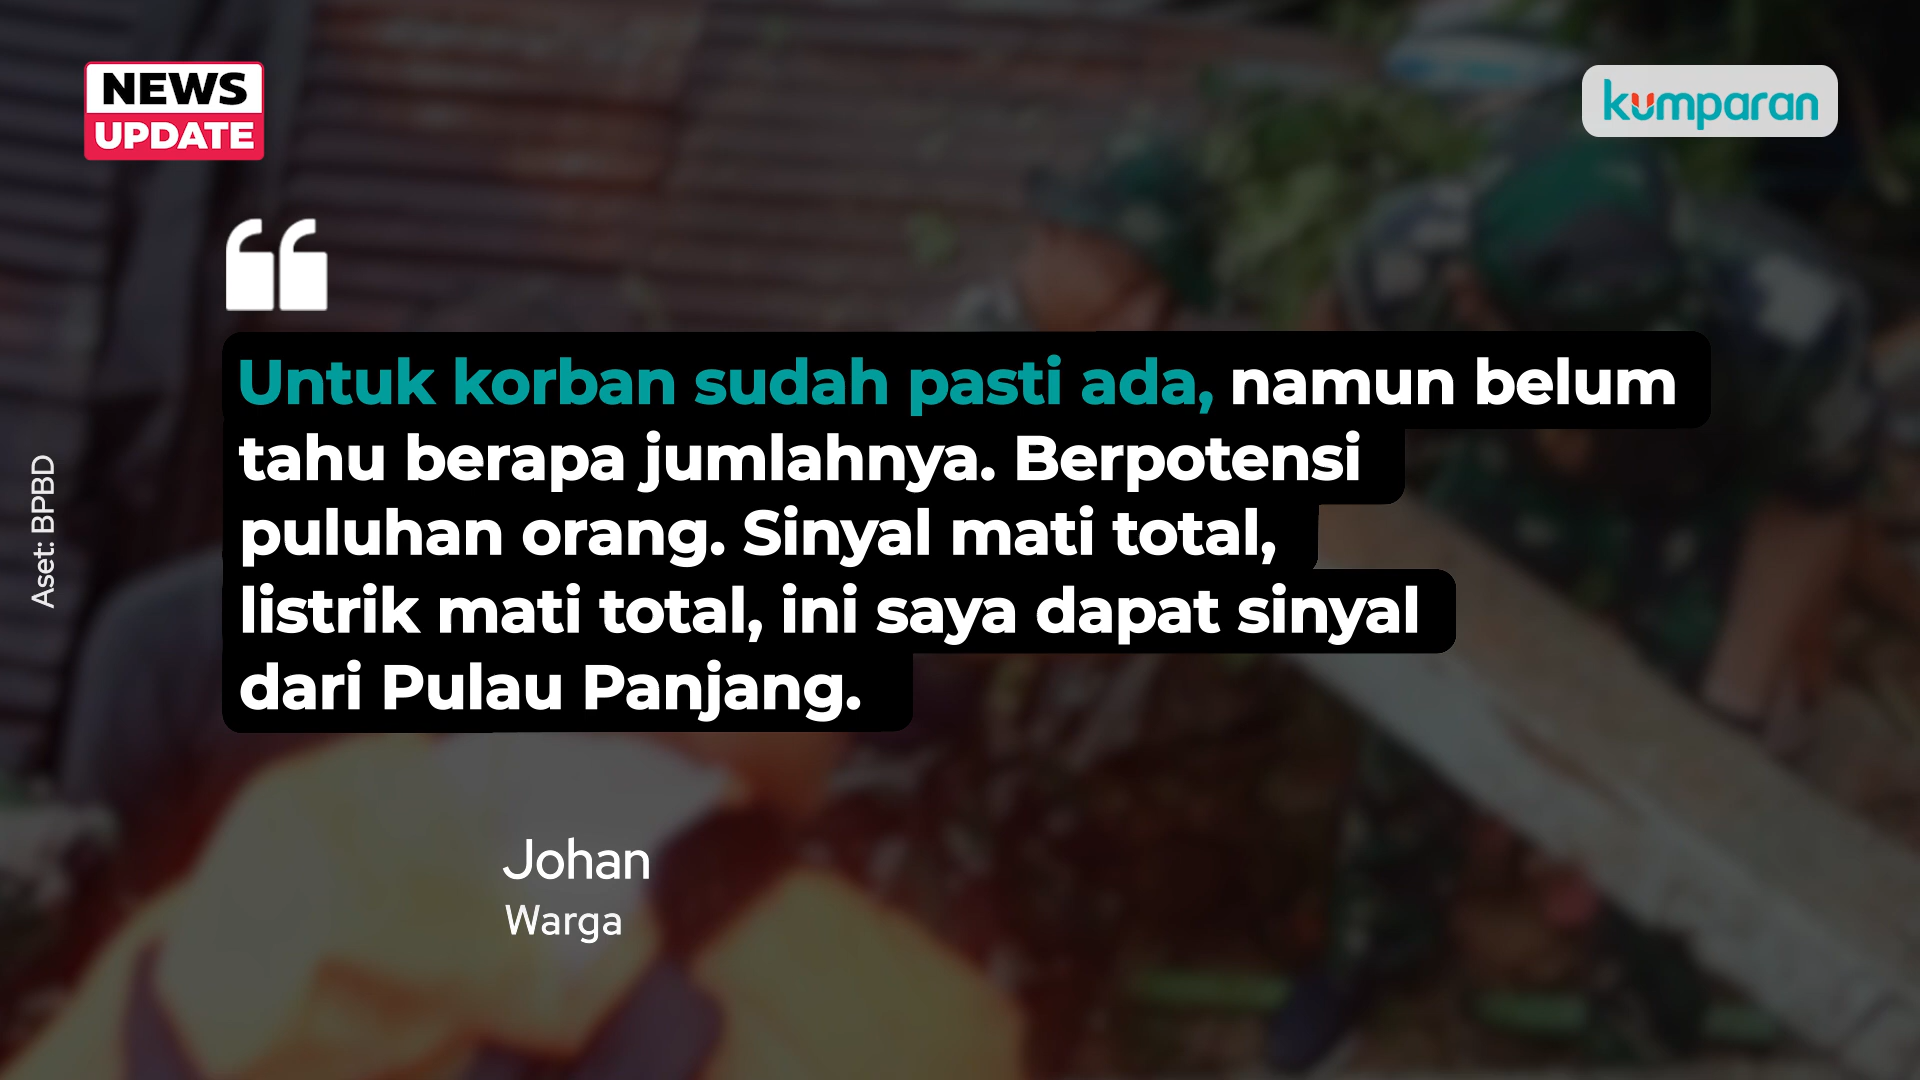 NEWS
UPDATE
kumparan
Untuk korban sudah pasti ada, namun belum
tahu berapa jumlahnya. Berpotensi
puluhan orang. Sinyal mati total,
listrik mati total, ini saya dapat sinyal
dari Pulau Panjang.
Johan
Warga
Aset: BPBD